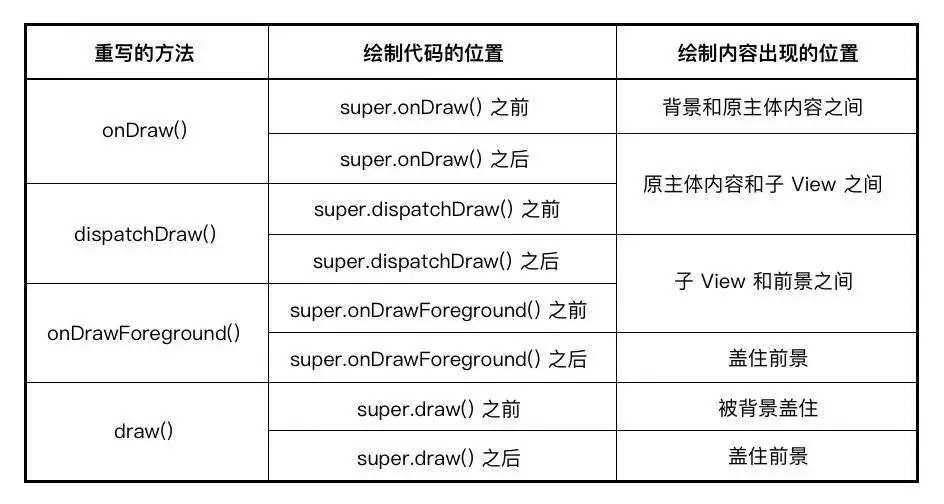 重写的方法 绘制代码的位置 绘制内容出现的位置
onDraw() super.onDraw() 之前 背景和原主体内容之间
super.onDraw() 之后 原主体内容和子 View 之间
dispatchDraw() super.dispatchDraw() 之前
super.dispatchDraw() 之后 子 View 和前景之间
onDrawForeground() super.onDrawForeground() 之前
super.onDrawForeground() 之后 盖住前景
draw() super.draw() 之前 被背景盖住
super.draw() 之后 盖住前景